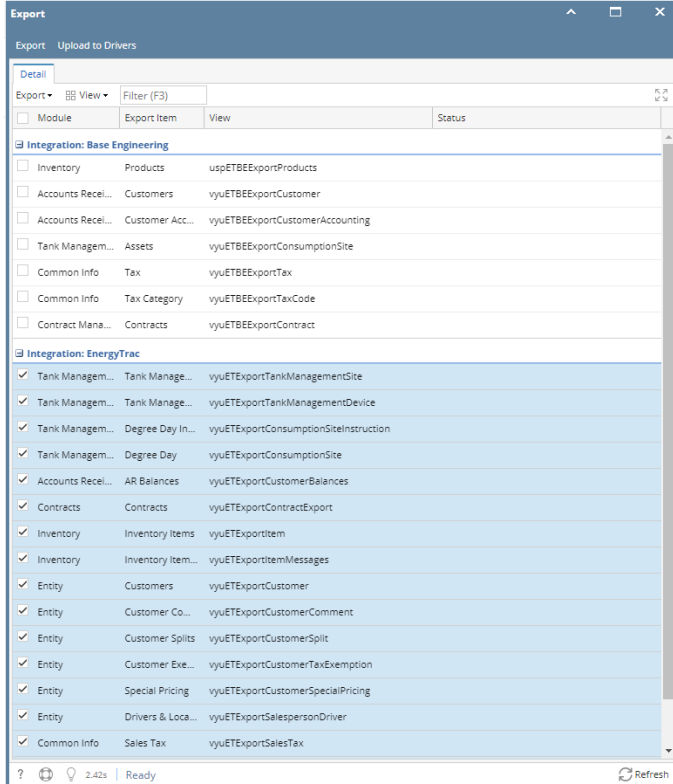 Export
Export Upload to Drivers
Detail
Export View Filter (F3)
Module Export Item View Status
Integration: Base Engineering
Inventory Products uspETBEExportProducts
Accounts Recei... Customers vyuETBEExportCustomer
Accounts Recei... Customer Acc... vyuETBEExportCustomerAccounting
Tank Managem... Assets vyuETBEExportConsumptionSite
Common Info Tax vyuETBEExportTax
Common Info Tax Category vyuETBEExportTaxCode
Contract Mana... Contracts vyuETBEExportContract
Integration: EnergyTrac
Tank Managem... Tank Manage... vyuETExportTankManagementSite
Tank Managem... Tank Manage... vyuETExportTankManagementDevice
Tank Managem... Degree Day In... vyuETExportConsumptionSiteInstruction
Tank Managem... Degree Day vyuETExportConsumptionSite
Accounts Recei... AR Balances vyuETExportCustomerBalances
Contracts Contracts vyuETExportContractExport
Inventory Inventory Items vyuETExportItem
Inventory Inventory Item... vyuETExportItemMessages
Entity Customers vyuETExportCustomer
Entity Customer Co... vyuETExportCustomerComment
Entity Customer Splits vyuETExportCustomerSplit
Entity Customer Exe... vyuETExportCustomerTaxExemption
Entity Special Pricing vyuETExportCustomerSpecialPricing
Entity Drivers & Loca... vyuETExportSalespersonDriver
Common Info Sales Tax vyuETExportSalesTax
? 2.42s Ready Refresh